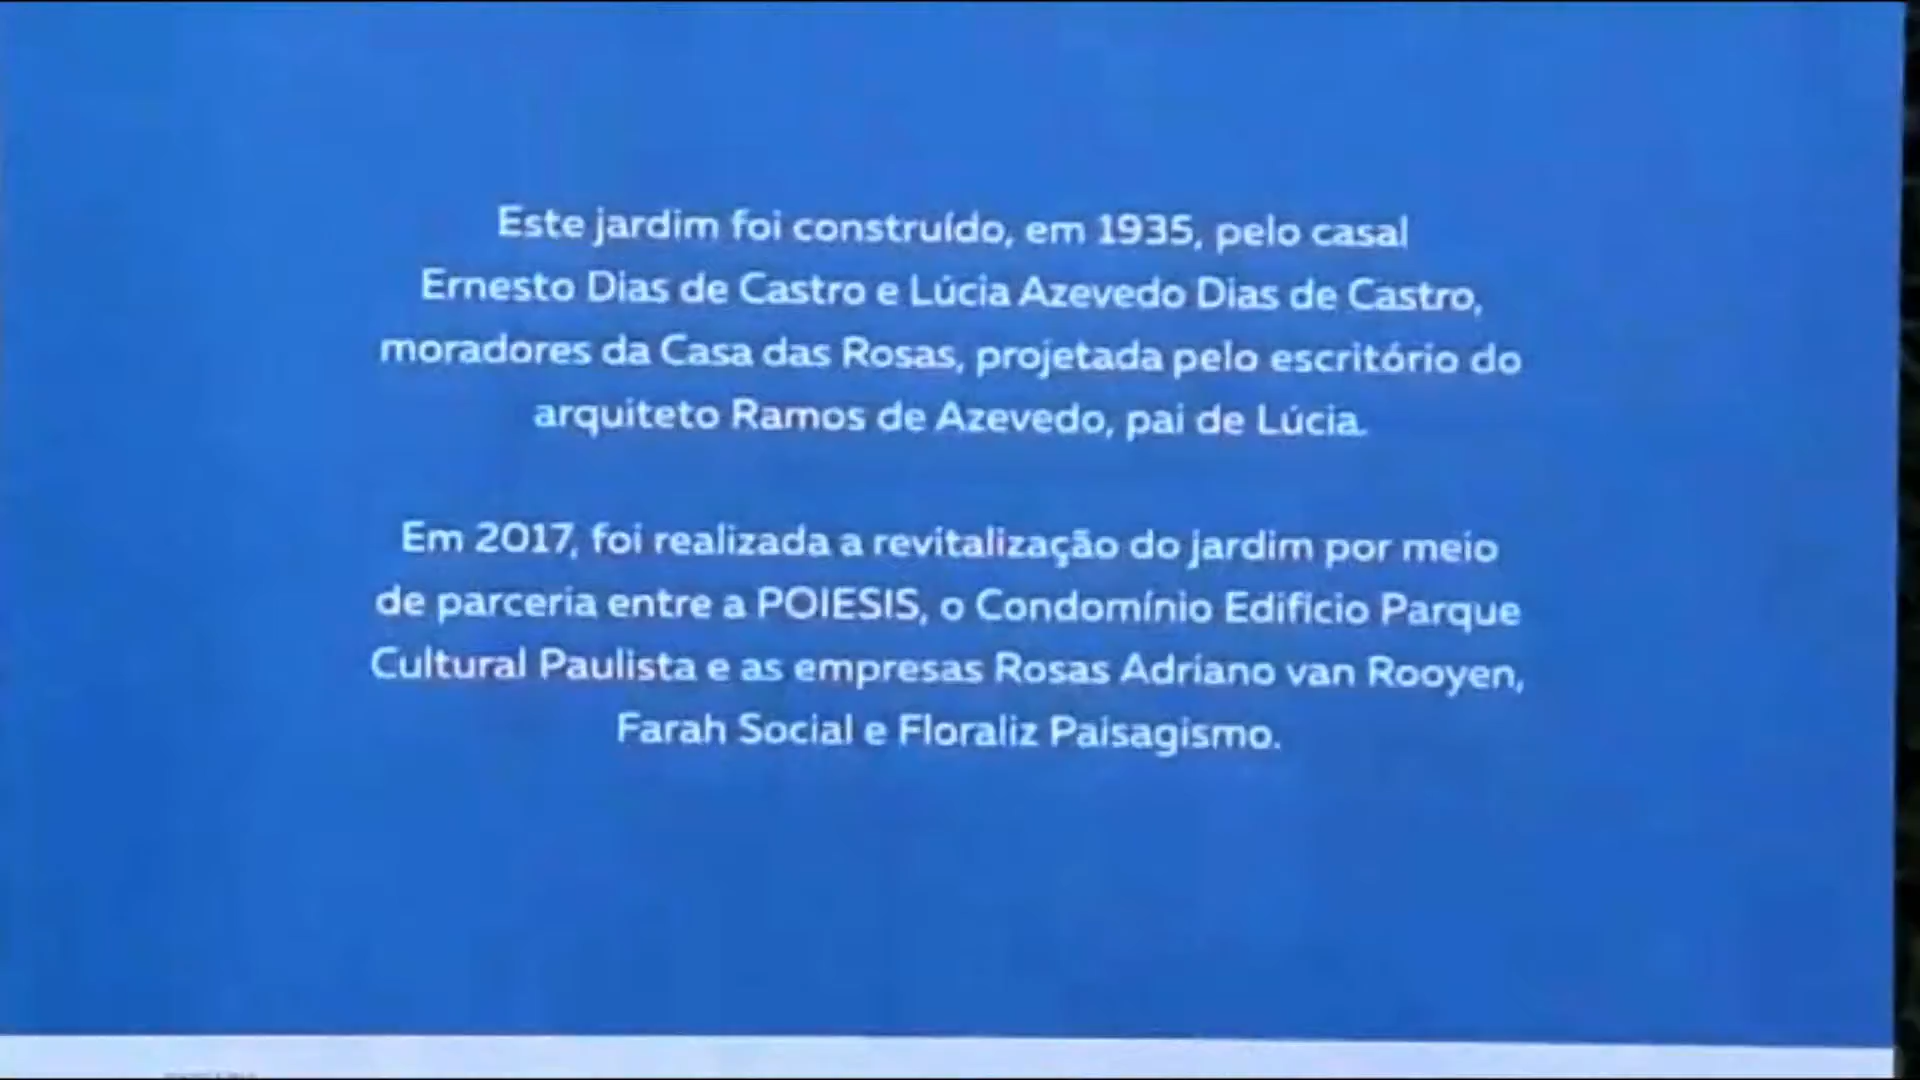 Este jardim foi construído, em 1935, pelo casal
Ernesto Dias de Castro e Lúcia Azevedo Dias de Castro,
moradores da Casa das Rosas, projetada pelo escritório do
arquiteto Ramos de Azevedo, pai de Lúcia.
Em 2017, foi realizada a revitalização do jardim por meio
de parceria entre a POIESIS, o Condomínio Edifício Parque
Cultural Paulista e as empresas Rosas Adriano van Rooyen,
Farah Social e Floraliz Paisagismo.